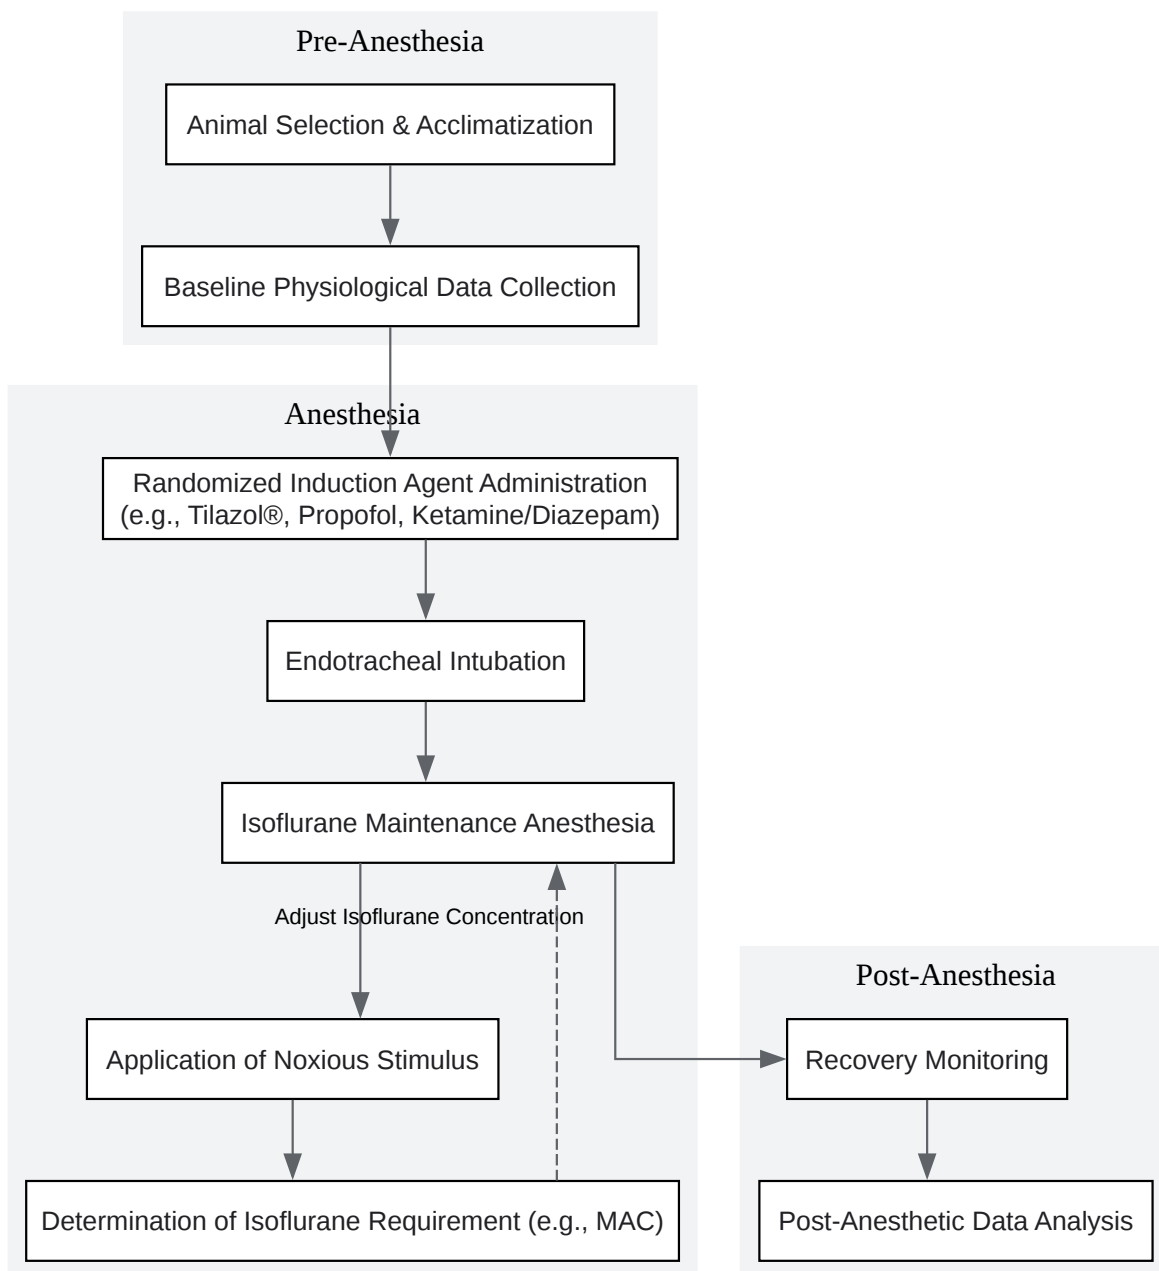 Pre-Anesthesia
Animal Selection & Acclimatization
Baseline Physiological Data Collection
Anesthesia
Randomized Induction Agent Administration
(e.g., Tilazol®, Propofol, Ketamine/Diazepam)
Endotracheal Intubation
Isoflurane Maintenance Anesthesia
Adjust Isoflurane Concentration
Application of Noxious Stimulus
Determination of Isoflurane Requirement (e.g., MAC)
Post-Anesthesia
Recovery Monitoring
Post-Anesthetic Data Analysis